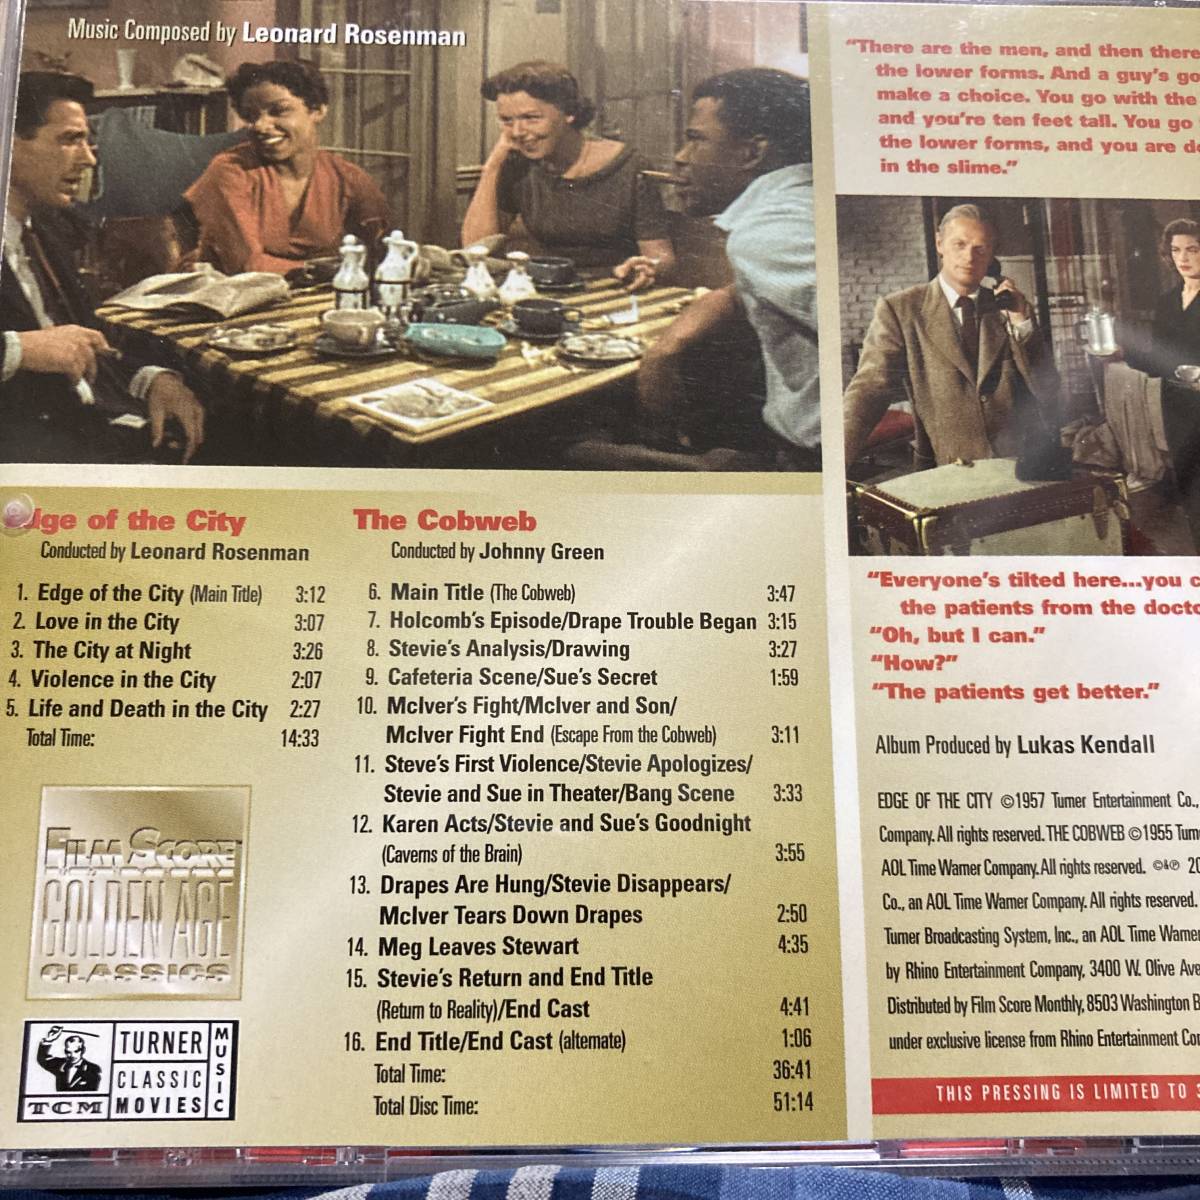 Music Composed by Leonard Rosenman
"There are the men, and then there
the lower forms. And a guy's go
make a choice. You go with the
and you're ten feet tall. You go
the lower forms, and you are do
in the slime."
Edge of the City
Conducted by Leonard Rosenman
1. Edge of the City (Main Title) 3:12
2. Love in the City 3:07
3. The City at Night 3:26
4. Violence in the City 2:07
5. Life and Death in the City 2:27
Total Time: 14:33
The Cobweb
Conducted by Johnny Green
6. Main Title (The Cobweb) 3:47
7. Holcomb's Episode/Drape Trouble Began 3:15
8. Stevie's Analysis/Drawing 3:27
9. Cafeteria Scene/Sue's Secret 1:59
10. McIver's Fight/McIver and Son/
McIver Fight End (Escape From the Cobweb) 3:11
11. Steve's First Violence/Stevie Apologizes/
Stevie and Sue in Theater/Bang Scene 3:33
12. Karen Acts/Stevie and Sue's Goodnight
(Caverns of the Brain) 3:55
13. Drapes Are Hung/Stevie Disappears/
McIver Tears Down Drapes 2:50
14. Meg Leaves Stewart 4:35
15. Stevie's Return and End Title
(Return to Reality)/End Cast 4:41
16. End Title/End Cast (alternate) 1:06
Total Time: 36:41
Total Disc Time: 51:14
FILM SCORE
GOLDEN AGE
CLASSICS
TCM
TURNER
CLASSIC
MOVIES
MUSIC
"Everyone's tilted here...you c
the patients from the docto
"Oh, but I can."
"How?"
"The patients get better."
Album Produced by Lukas Kendall
EDGE OF THE CITY ©1957 Turner Entertainment Co.,
Company. All rights reserved. THE COBWEB ©1955 Turn
AOL Time Warner Company. All rights reserved. ©&℗ 20
Co., an AOL Time Warner Company. All rights reserved.
Turner Broadcasting System, Inc., an AOL Time Warner
by Rhino Entertainment Company, 3400 W. Olive Ave
Distributed by Film Score Monthly, 8503 Washington B
under exclusive license from Rhino Entertainment Co
THIS PRESSING IS LIMITED TO 3